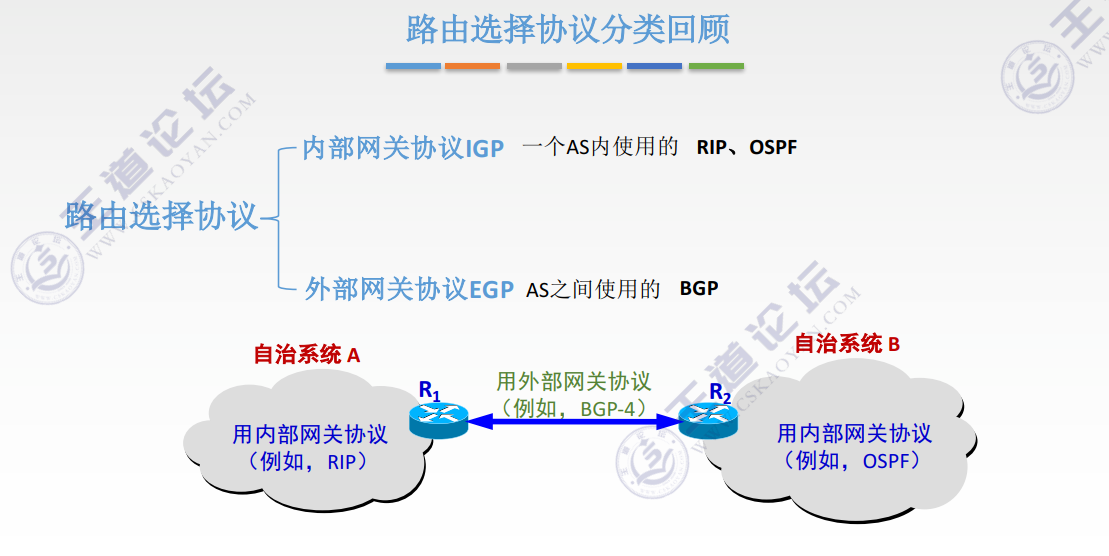 路由选择协议分类回顾
内部网关协议IGP 一个AS内使用的 RIP、OSPF
路由选择协议
外部网关协议EGP AS之间使用的 BGP
自治系统 A
自治系统 B
R1
用外部网关协议
（例如，BGP-4）
R2
用内部网关协议
（例如，RIP）
用内部网关协议
（例如，OSPF）
王道论坛
WWW.CSKAOYAN.COM
王道论坛
CSKAOYAN.COM
王
WWW